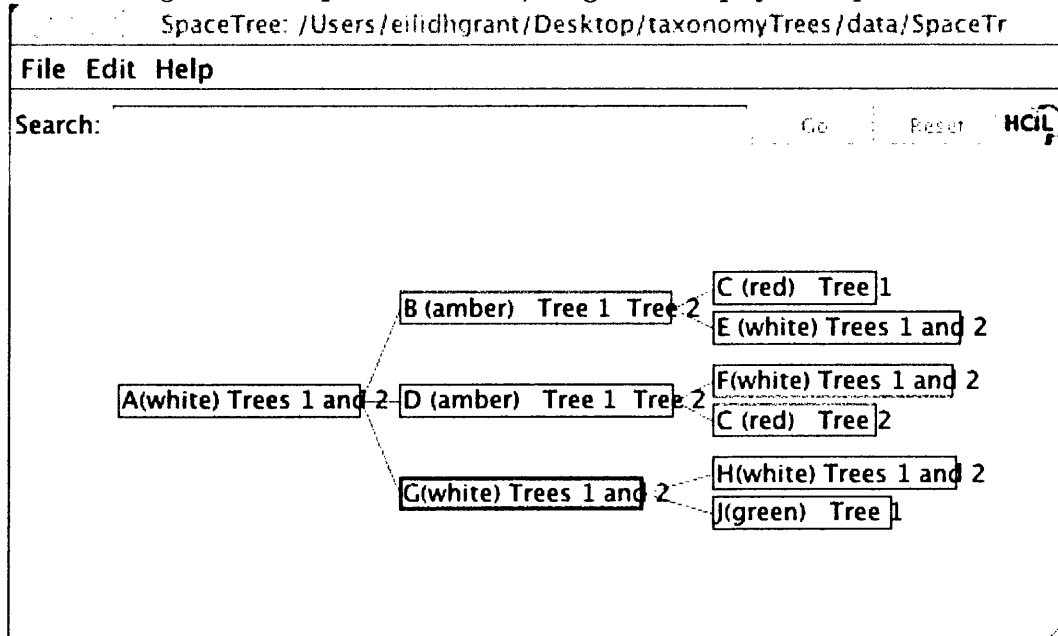 SpaceTree: /Users/eilidhgrant/Desktop/taxonomyTrees/data/SpaceTr
File Edit Help
Search: Go Reset HCIL
C (red) Tree 1
B (amber) Tree 1 Tree 2
E (white) Trees 1 and 2
F(white) Trees 1 and 2
A(white) Trees 1 and 2
D (amber) Tree 1 Tree 2
C (red) Tree 2
H(white) Trees 1 and 2
G(white) Trees 1 and 2
J(green) Tree 1